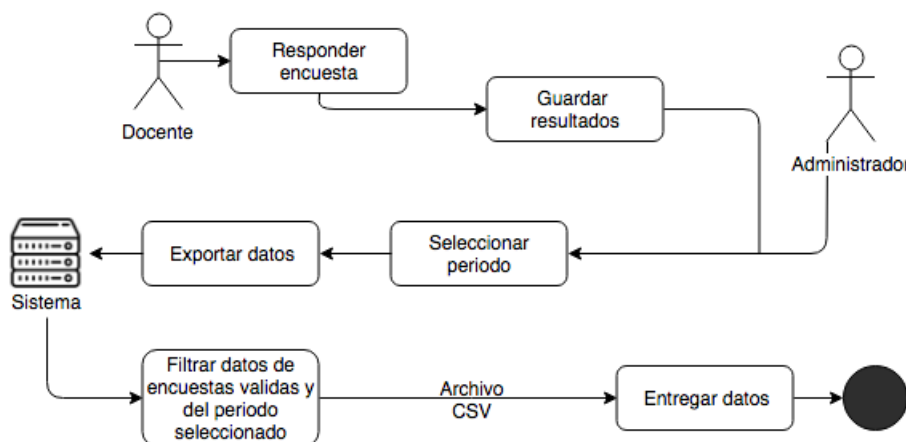 Responder
encuesta
Docente
Guardar
resultados
Administrador
Sistema
Exportar datos
Seleccionar
periodo
Filtrar datos de
encuestas validas y
del periodo
seleccionado
Archivo
CSV
Entregar datos